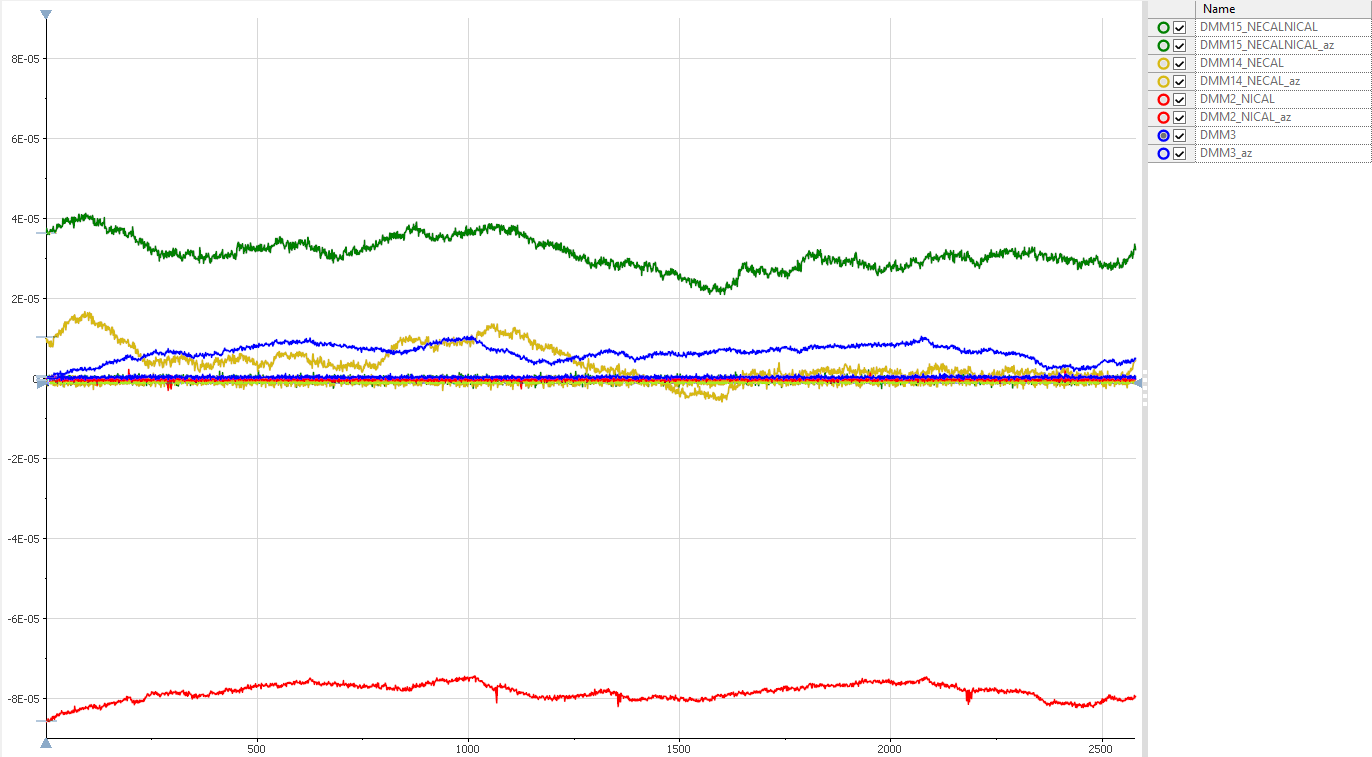 Name
DMM15_NECALNICAL
DMM15_NECALNICAL_az
DMM14_NECAL
DMM14_NECAL_az
DMM2_NICAL
DMM2_NICAL_az
DMM3
DMM3_az
8E-05
6E-05
4E-05
2E-05
0
-2E-05
-4E-05
-6E-05
-8E-05
500
1000
1500
2000
2500